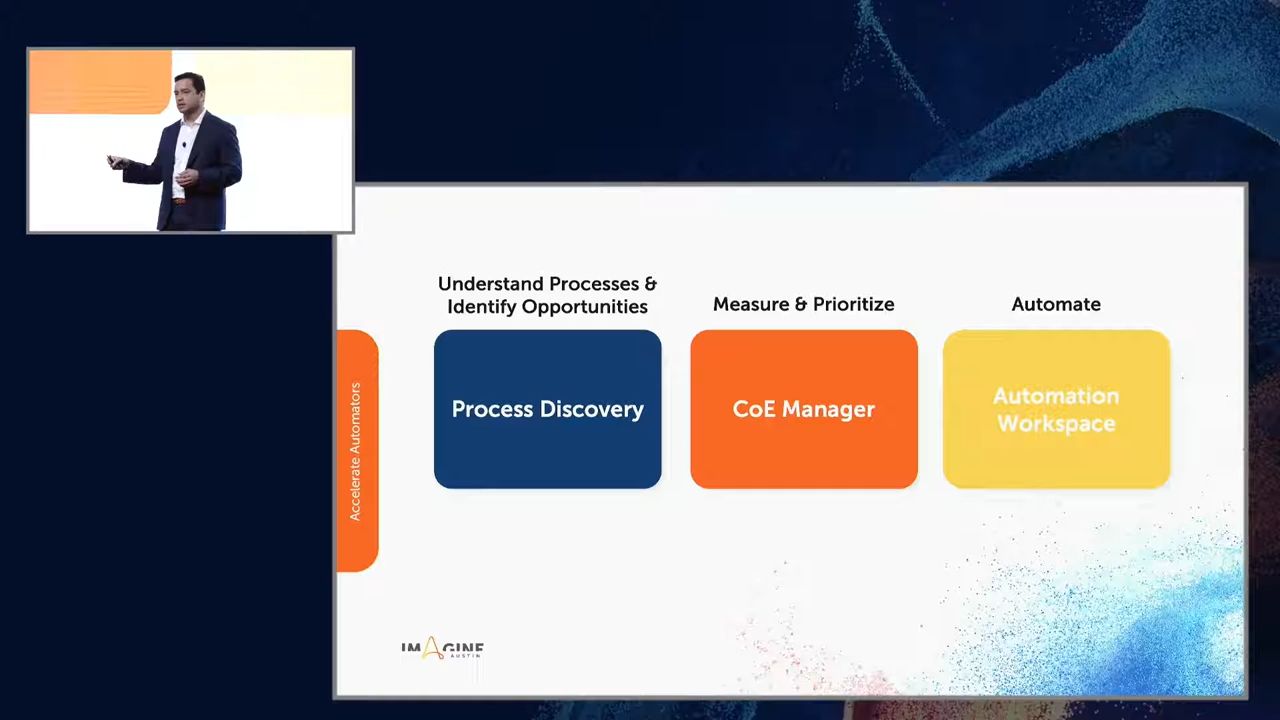 Understand Processes &
Identify Opportunities
Measure & Prioritize
Automate
Accelerate Automators
Process Discovery
CoE Manager
Automation
Workspace
IMAGINE
AUSTIN